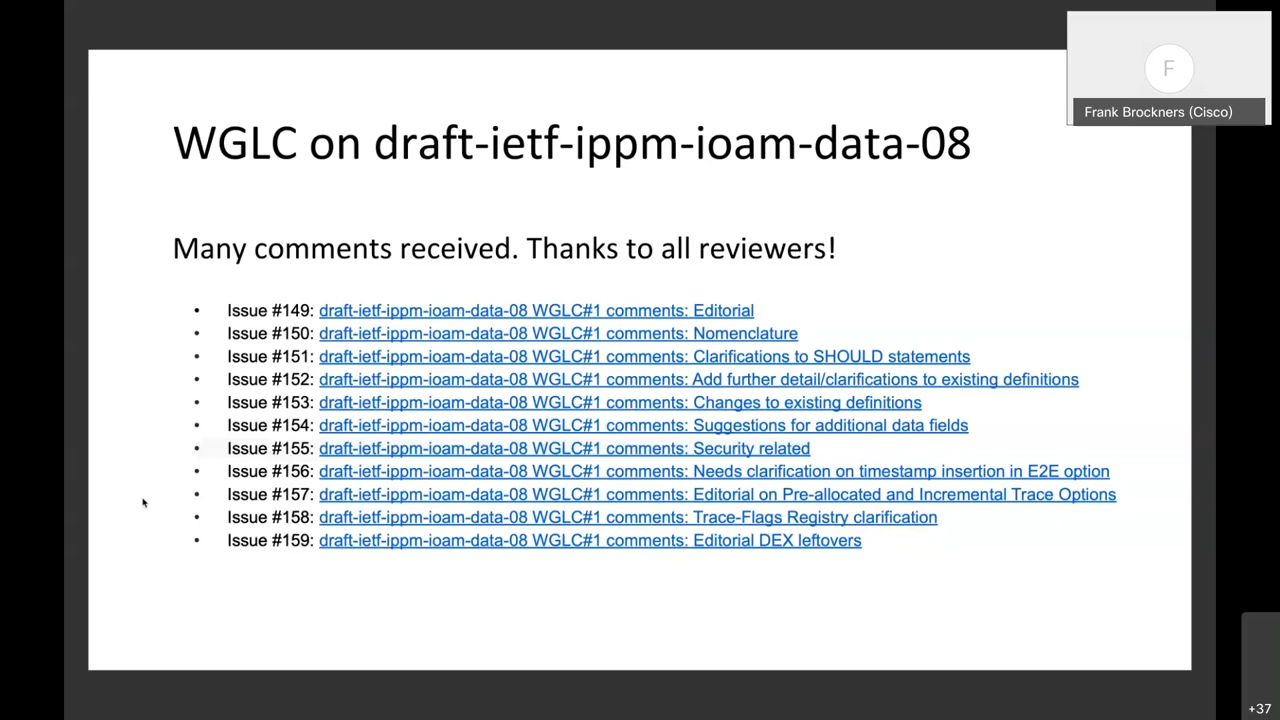 F
Frank Brockners (Cisco)
WGLC on draft-ietf-ippm-ioam-data-08
Many comments received. Thanks to all reviewers!
• Issue #149: draft-ietf-ippm-ioam-data-08 WGLC#1 comments: Editorial
• Issue #150: draft-ietf-ippm-ioam-data-08 WGLC#1 comments: Nomenclature
• Issue #151: draft-ietf-ippm-ioam-data-08 WGLC#1 comments: Clarifications to SHOULD statements
• Issue #152: draft-ietf-ippm-ioam-data-08 WGLC#1 comments: Add further detail/clarifications to existing definitions
• Issue #153: draft-ietf-ippm-ioam-data-08 WGLC#1 comments: Changes to existing definitions
• Issue #154: draft-ietf-ippm-ioam-data-08 WGLC#1 comments: Suggestions for additional data fields
• Issue #155: draft-ietf-ippm-ioam-data-08 WGLC#1 comments: Security related
• Issue #156: draft-ietf-ippm-ioam-data-08 WGLC#1 comments: Needs clarification on timestamp insertion in E2E option
• Issue #157: draft-ietf-ippm-ioam-data-08 WGLC#1 comments: Editorial on Pre-allocated and Incremental Trace Options
• Issue #158: draft-ietf-ippm-ioam-data-08 WGLC#1 comments: Trace-Flags Registry clarification
• Issue #159: draft-ietf-ippm-ioam-data-08 WGLC#1 comments: Editorial DEX leftovers
+37